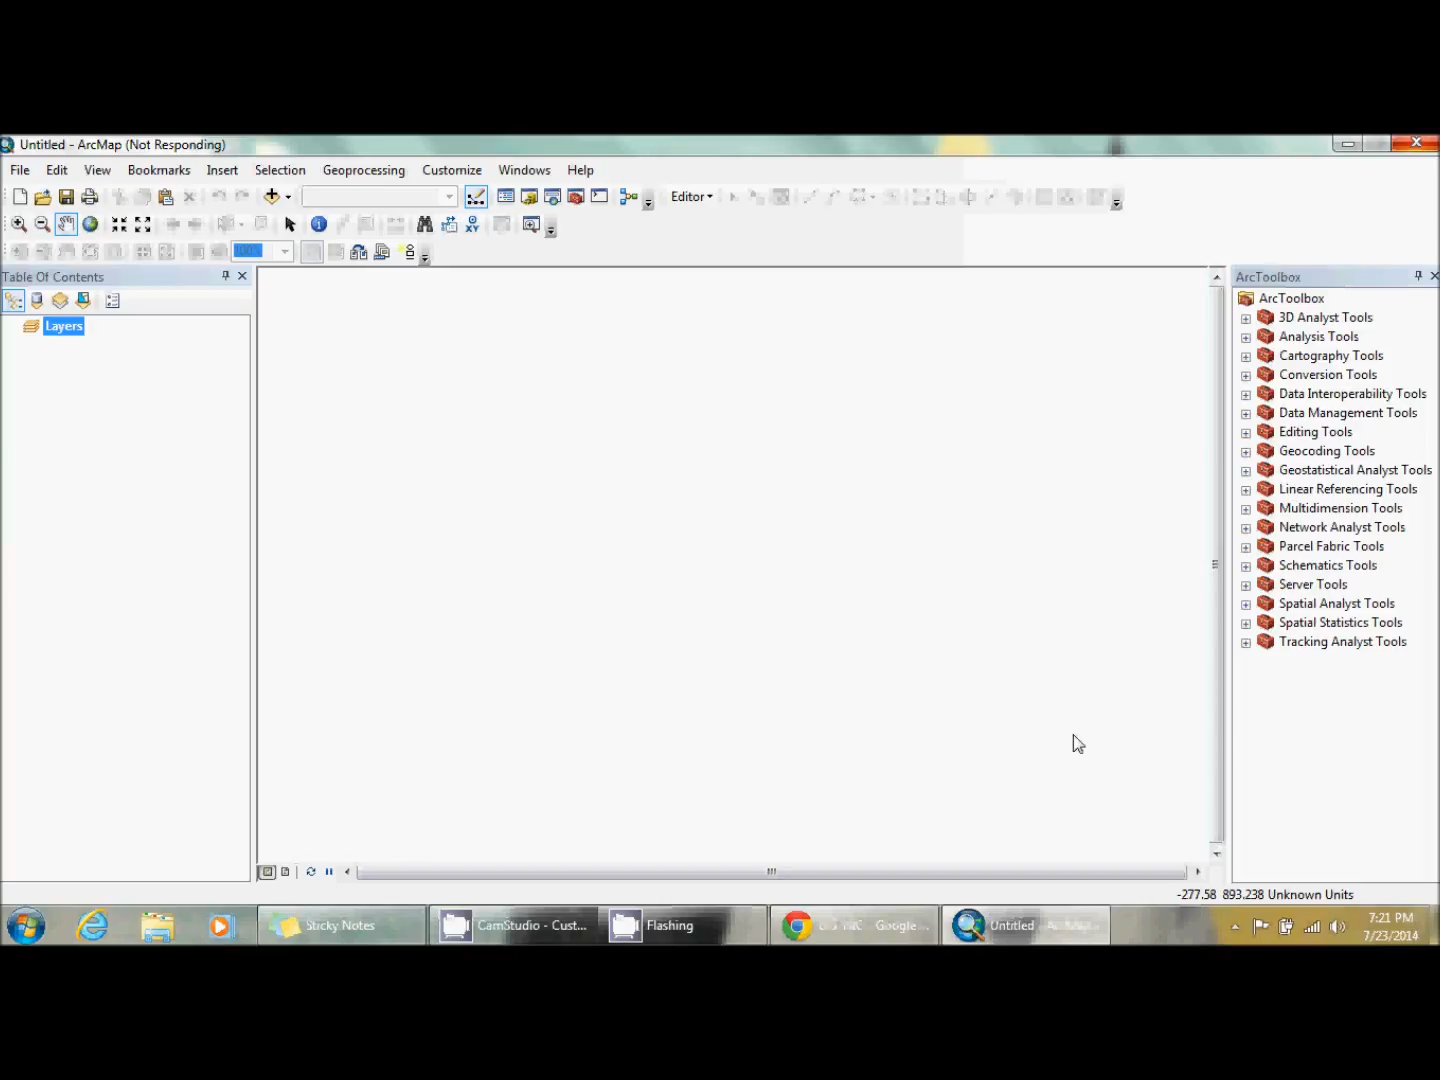 Untitled - ArcMap (Not Responding)
File Edit View Bookmarks Insert Selection Geoprocessing Customize Windows Help
Editor
100%
Table Of Contents
Layers
ArcToolbox
ArcToolbox
3D Analyst Tools
Analysis Tools
Cartography Tools
Conversion Tools
Data Interoperability Tools
Data Management Tools
Editing Tools
Geocoding Tools
Geostatistical Analyst Tools
Linear Referencing Tools
Multidimension Tools
Network Analyst Tools
Parcel Fabric Tools
Schematics Tools
Server Tools
Spatial Analyst Tools
Spatial Statistics Tools
Tracking Analyst Tools
-277.58 893.238 Unknown Units
Sticky Notes CamStudio - Cust... Flashing Google... Untitled - ArcMa... 7:21 PM
7/23/2014